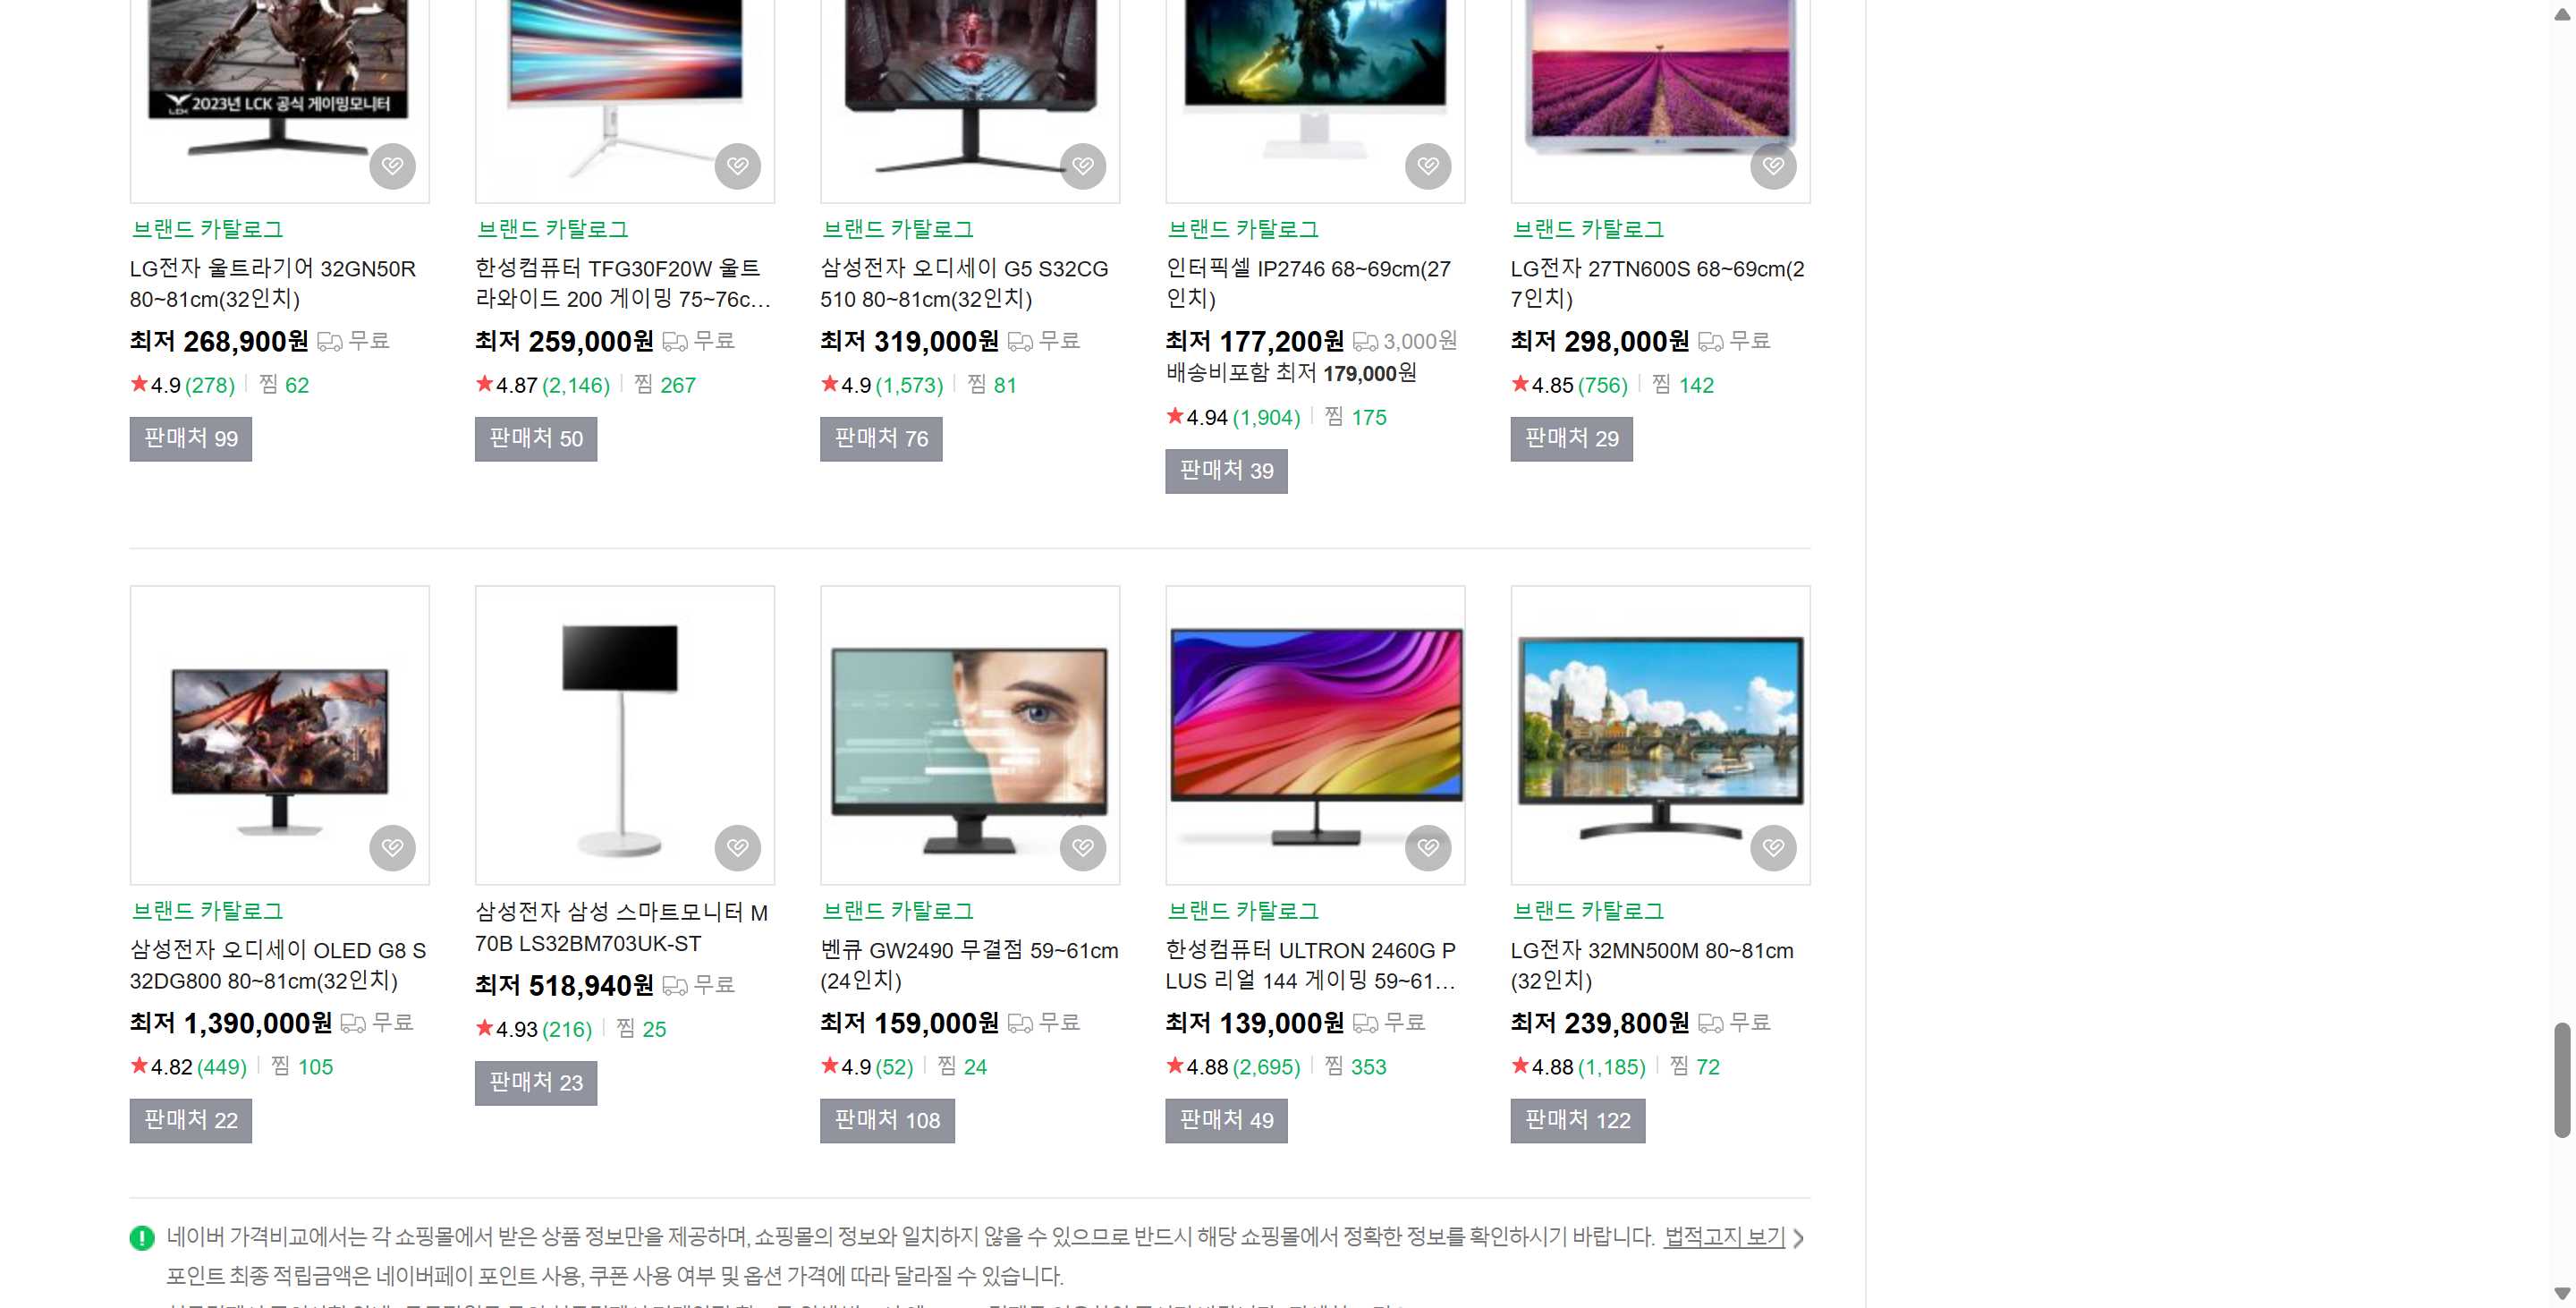 2023년 LCK 공식 게이밍모니터
브랜드 카탈로그
LG전자 울트라기어 32GN50R
80~81cm(32인치)
최저 268,900원 무료
★4.9 (278) 찜 62
판매처 99
브랜드 카탈로그
한성컴퓨터 TFG30F20W 울트
라와이드 200 게이밍 75~76c...
최저 259,000원 무료
★4.87 (2,146) 찜 267
판매처 50
브랜드 카탈로그
삼성전자 오디세이 G5 S32CG
510 80~81cm(32인치)
최저 319,000원 무료
★4.9 (1,573) 찜 81
판매처 76
브랜드 카탈로그
인터픽셀 IP2746 68~69cm(27
인치)
최저 177,200원 3,000원
배송비포함 최저 179,000원
★4.94 (1,904) 찜 175
판매처 39
브랜드 카탈로그
LG전자 27TN600S 68~69cm(2
7인치)
최저 298,000원 무료
★4.85 (756) 찜 142
판매처 29
브랜드 카탈로그
삼성전자 오디세이 OLED G8 S
32DG800 80~81cm(32인치)
최저 1,390,000원 무료
★4.82 (449) 찜 105
판매처 22
삼성전자 삼성 스마트모니터 M
70B LS32BM703UK-ST
최저 518,940원 무료
★4.93 (216) 찜 25
판매처 23
브랜드 카탈로그
벤큐 GW2490 무결점 59~61cm
(24인치)
최저 159,000원 무료
★4.9 (52) 찜 24
판매처 108
브랜드 카탈로그
한성컴퓨터 ULTRON 2460G P
LUS 리얼 144 게이밍 59~61...
최저 139,000원 무료
★4.88 (2,695) 찜 353
판매처 49
브랜드 카탈로그
LG전자 32MN500M 80~81cm
(32인치)
최저 239,800원 무료
★4.88 (1,185) 찜 72
판매처 122
네이버 가격비교에서는 각 쇼핑몰에서 받은 상품 정보만을 제공하며, 쇼핑몰의 정보와 일치하지 않을 수 있으므로 반드시 해당 쇼핑몰에서 정확한 정보를 확인하시기 바랍니다. 법적고지 보기
포인트 최종 적립금액은 네이버페이 포인트 사용, 쿠폰 사용 여부 및 옵션 가격에 따라 달라질 수 있습니다.